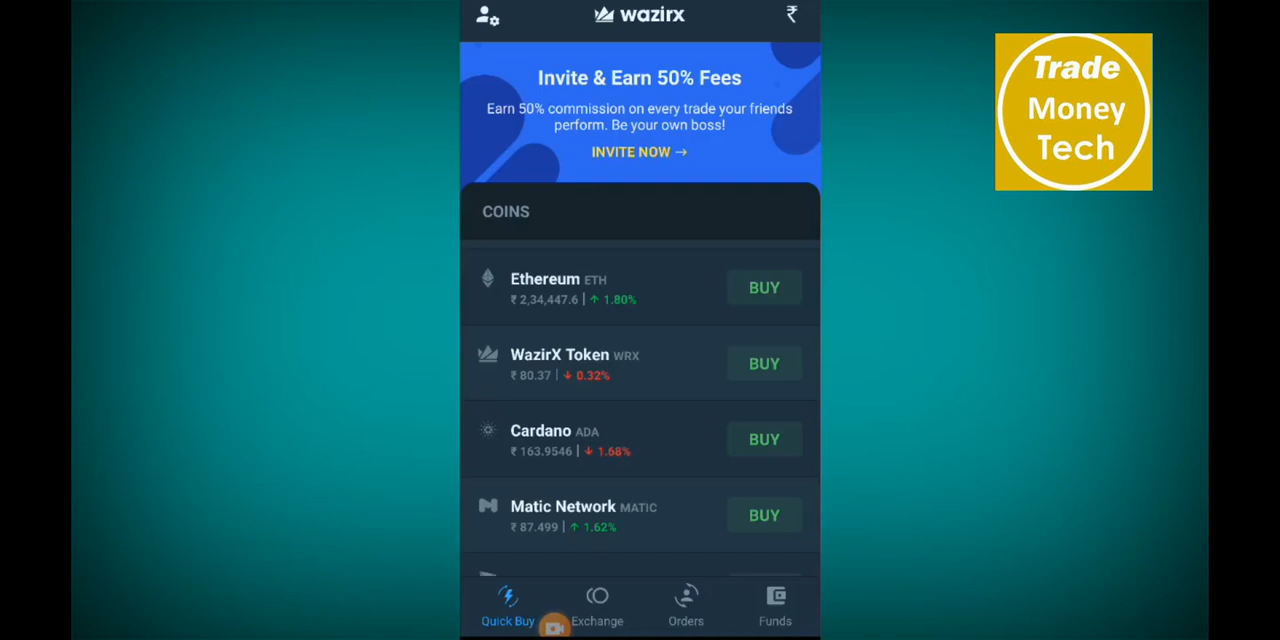 wazirx
₹
Invite & Earn 50% Fees
Earn 50% commission on every trade your friends
perform. Be your own boss!
INVITE NOW →
Trade
Money
Tech
COINS
Ethereum ETH
₹ 2,34,447.6 | ↑ 1.80%
BUY
WazirX Token WRX
₹ 80.37 | ↓ 0.32%
BUY
Cardano ADA
₹ 163.9546 | ↓ 1.68%
BUY
Matic Network MATIC
₹ 87.499 | ↑ 1.62%
BUY
Quick Buy
Exchange
Orders
Funds